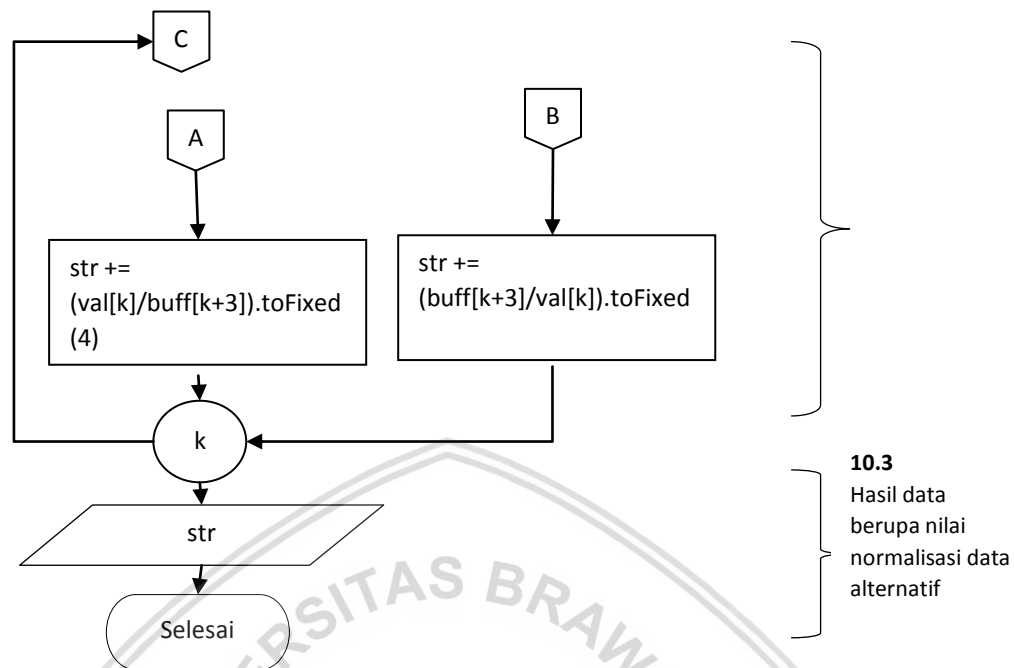 C
A
B
str +=
(val[k]/buff[k+3]).toFixed
(4)
str +=
(buff[k+3]/val[k]).toFixed
k
str
Selesai
10.3
Hasil data
berupa nilai
normalisasi data
alternatif
ERSITAS BRAW